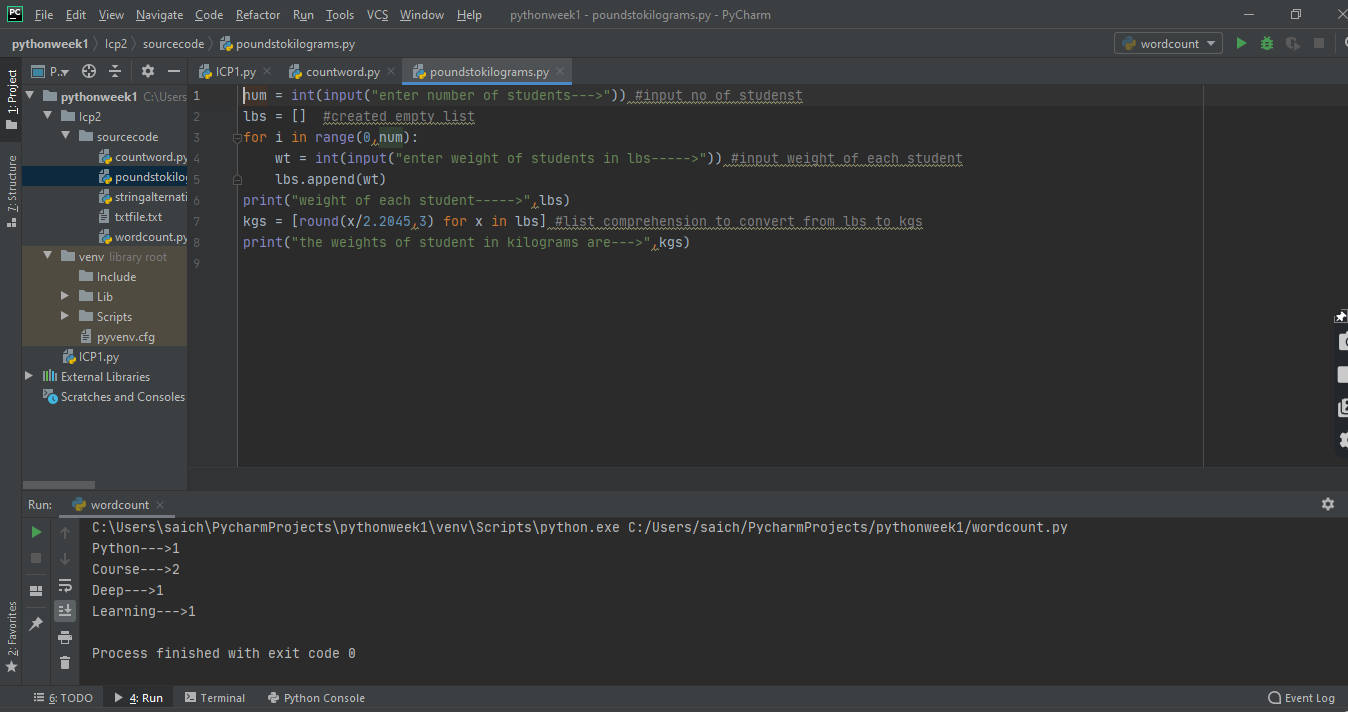 PC File Edit View Navigate Code Refactor Run Tools VCS Window Help pythonweek1 - poundstokilograms.py - PyCharm
pythonweek1 Icp2 sourcecode poundstokilograms.py wordcount
1: Project
7: Structure
2: Favorites
P..
pythonweek1 C:\Users
Icp2
sourcecode
countword.py
poundstokilog
stringalternati
txtfile.txt
wordcount.py
venv library root
Include
Lib
Scripts
pyvenv.cfg
ICP1.py
External Libraries
Scratches and Consoles
ICP1.py countword.py poundstokilograms.py
1 num = int(input("enter number of students--->")) #input no of studenst
2 lbs = [] #created empty list
3 for i in range(0,num):
4 wt = int(input("enter weight of students in lbs----->")) #input weight of each student
5 lbs.append(wt)
6 print("weight of each student----->",lbs)
7 kgs = [round(x/2.2045,3) for x in lbs] #list comprehension to convert from lbs to kgs
8 print("the weights of student in kilograms are--->",kgs)
9
Run: wordcount
C:\Users\saich\PycharmProjects\pythonweek1\venv\Scripts\python.exe C:/Users/saich/PycharmProjects/pythonweek1/wordcount.py
Python--->1
Course--->2
Deep--->1
Learning--->1
Process finished with exit code 0
6: TODO 4: Run Terminal Python Console Event Log